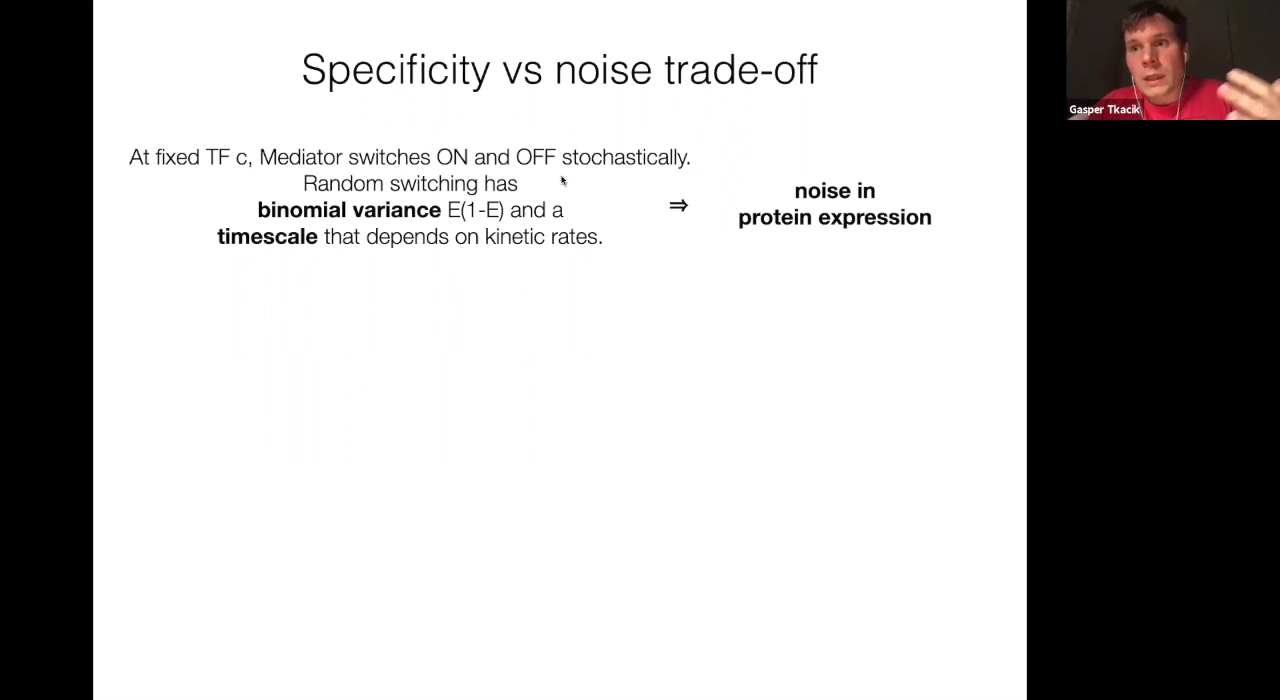 Specificity vs noise trade-off
At fixed TF c, Mediator switches ON and OFF stochastically.
Random switching has
binomial variance E(1-E) and a
timescale that depends on kinetic rates.
⇒
noise in
protein expression
Gasper Tkacik